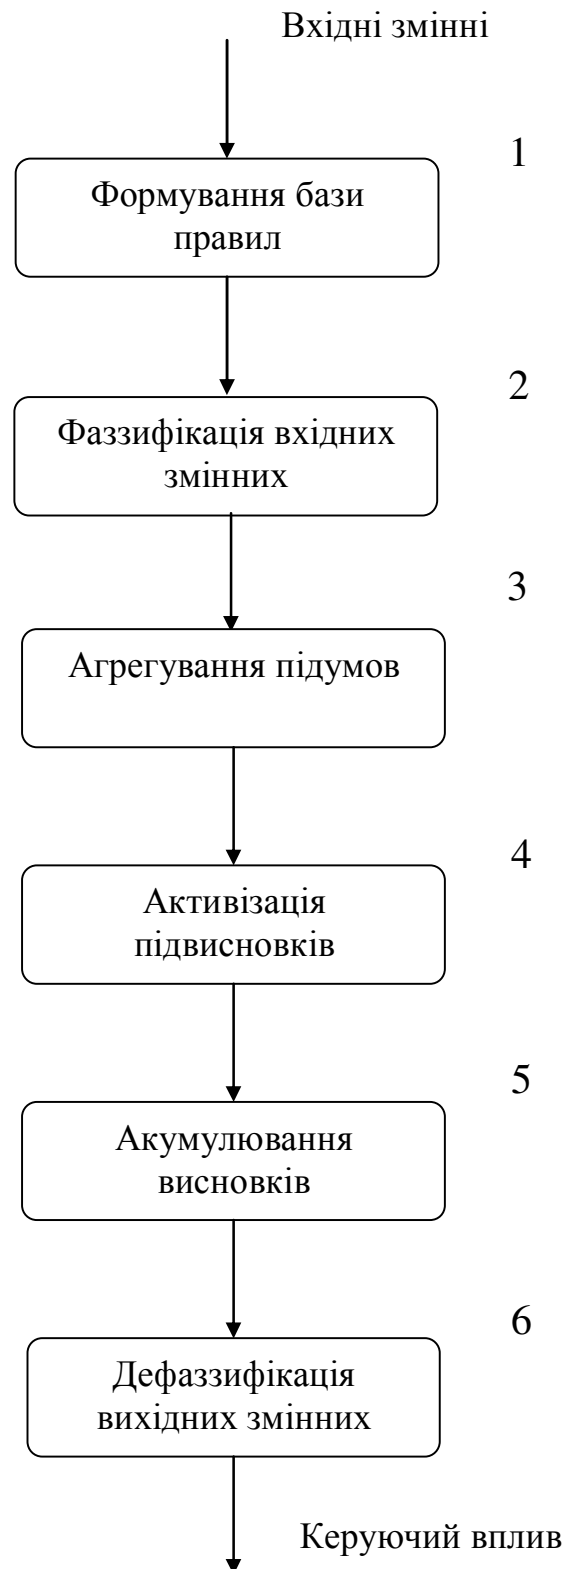 Вхідні змінні
1
Формування бази
правил
2
Фаззифікація вхідних
змінних
3
Агрегування підумов
4
Активізація
підвисновків
5
Акумулювання
висновків
6
Дефаззифікація
вихідних змінних
Керуючий вплив